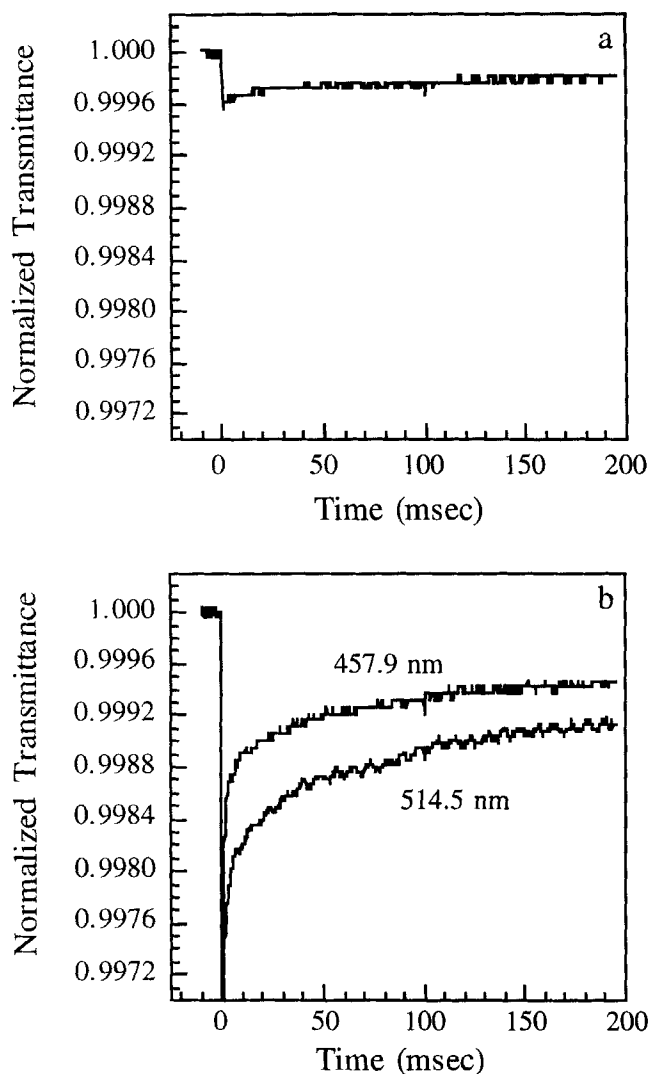 a
Normalized Transmittance
1.000
0.9996
0.9992
0.9988
0.9984
0.9980
0.9976
0.9972
0 50 100 150 200
Time (msec)
b
Normalized Transmittance
1.000
0.9996
0.9992
0.9988
0.9984
0.9980
0.9976
0.9972
457.9 nm
514.5 nm
0 50 100 150 200
Time (msec)